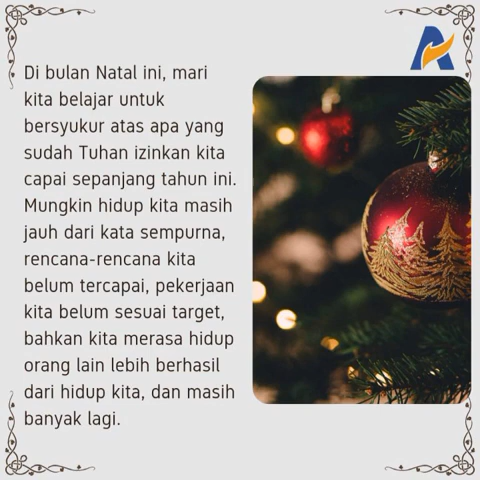 Di bulan Natal ini, mari
kita belajar untuk
bersyukur atas apa yang
sudah Tuhan izinkan kita
capai sepanjang tahun ini.
Mungkin hidup kita masih
jauh dari kata sempurna,
rencana-rencana kita
belum tercapai, pekerjaan
kita belum sesuai target,
bahkan kita merasa hidup
orang lain lebih berhasil
dari hidup kita, dan masih
banyak lagi.